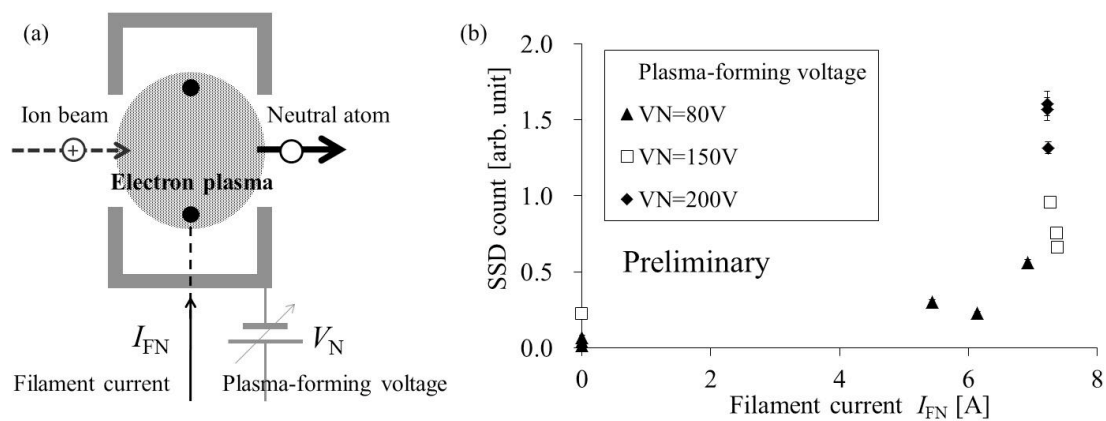 (a)
Ion beam
+
Neutral atom
Electron plasma
I_FN
V_N
Filament current
Plasma-forming voltage
(b)
SSD count [arb. unit]
2.0
1.5
1.0
0.5
0.0
Plasma-forming voltage
VN=80V
VN=150V
VN=200V
Preliminary
0
2
4
6
8
Filament current I_FN [A]